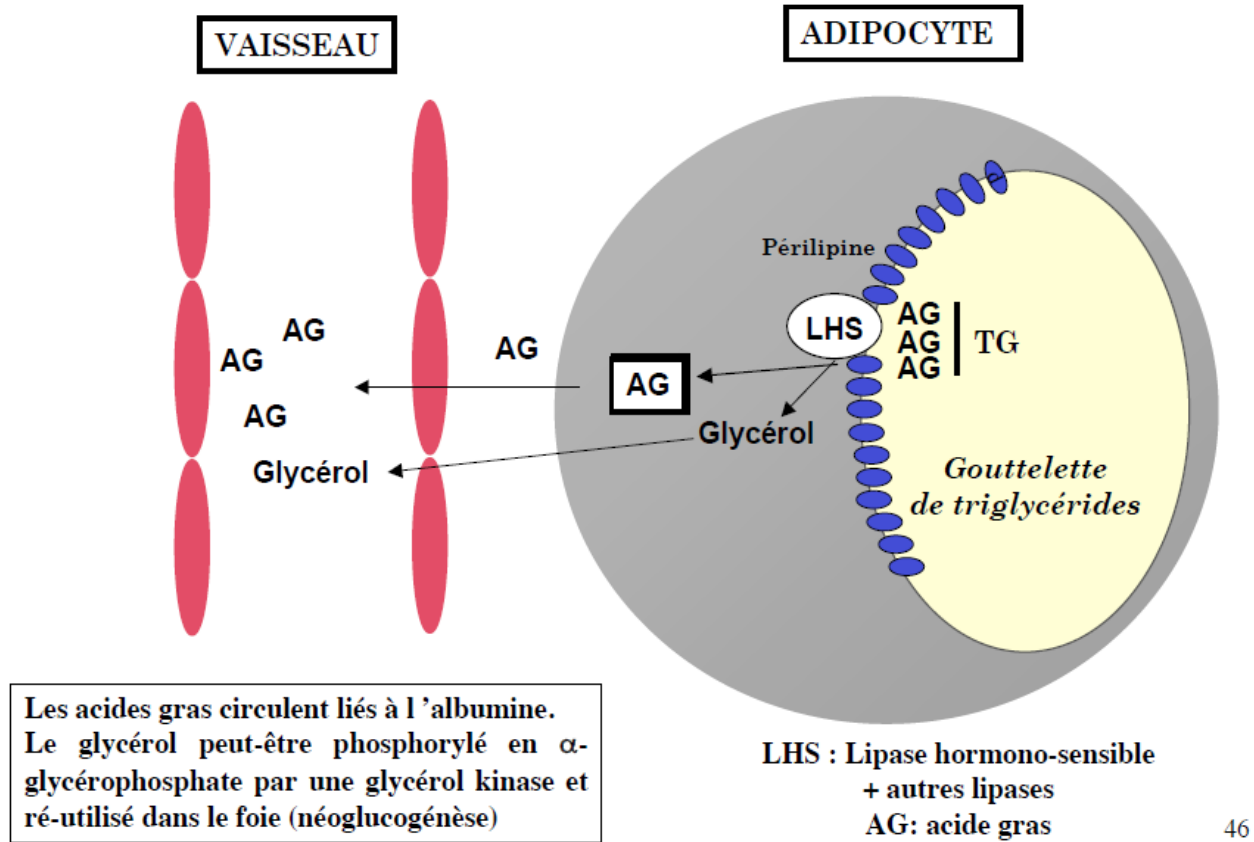 VAISSEAU
ADIPOCYTE
P
Périlipine
LHS
AG
AG
AG
TG
AG
AG
AG
AG
AG
Glycérol
Glycérol
Gouttelette
de triglycérides
Les acides gras circulent liés à l ’albumine.
Le glycérol peut-être phosphorylé en α-
glycérophosphate par une glycérol kinase et
ré-utilisé dans le foie (néoglucogénèse)
LHS : Lipase hormono-sensible
+ autres lipases
AG: acide gras
46